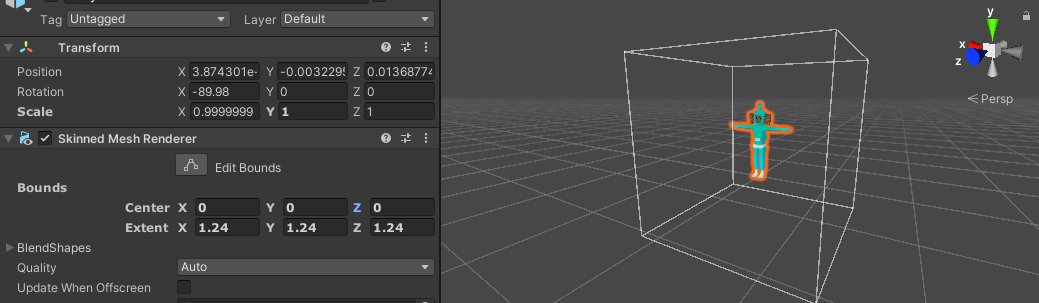 Tag Untagged Layer Default
Transform
Position X 3.874301e- Y -0.0032295 Z 0.01368774
Rotation X -89.98 Y 0 Z 0
Scale X 0.9999999 Y 1 Z 1
Skinned Mesh Renderer
Edit Bounds
Bounds
Center X 0 Y 0 Z 0
Extent X 1.24 Y 1.24 Z 1.24
BlendShapes
Quality Auto
Update When Offscreen
y
x
z
Persp